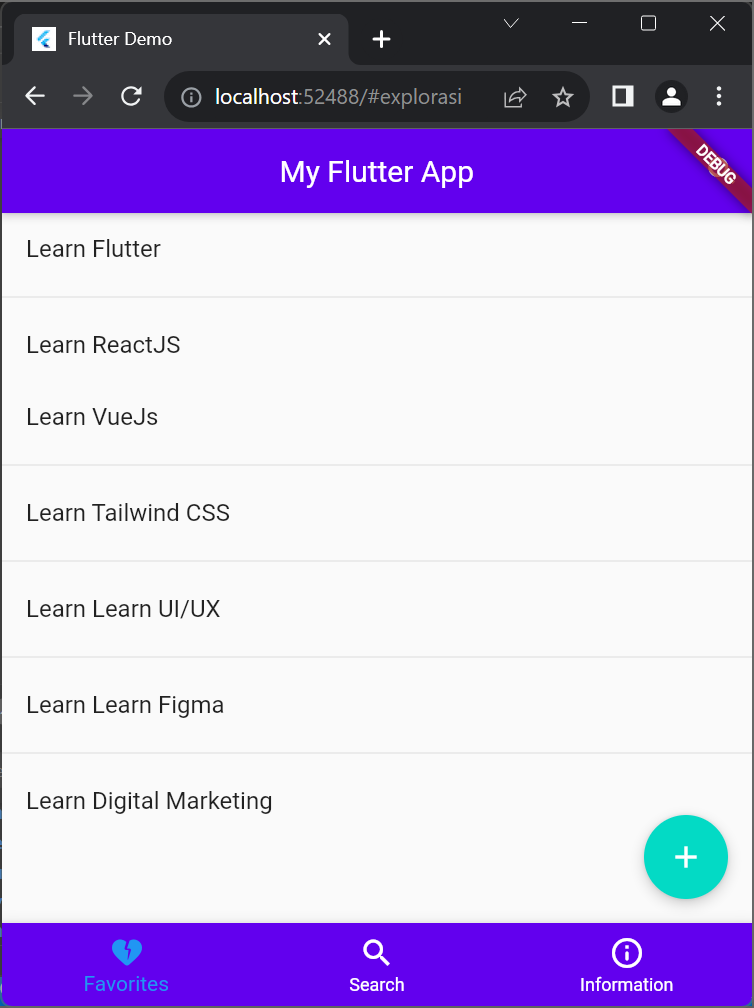 Flutter Demo
localhost:52488/#explorasi
My Flutter App
DEBUG
Learn Flutter
Learn ReactJS
Learn VueJs
Learn Tailwind CSS
Learn Learn UI/UX
Learn Learn Figma
Learn Digital Marketing
Favorites
Search
Information